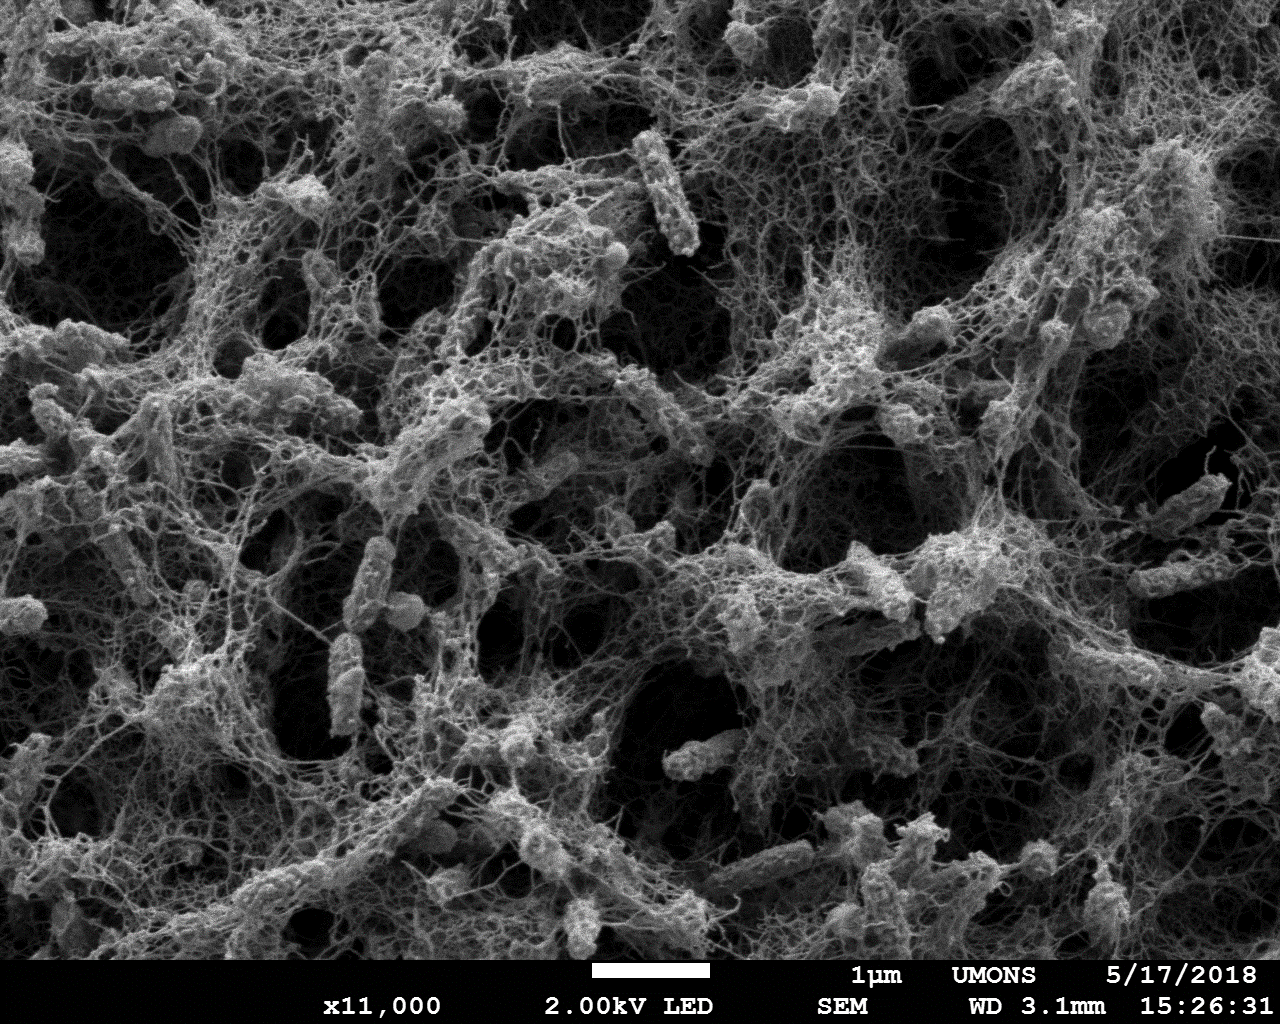 1µm UMONS 5/17/2018
x11,000 2.00kV LED SEM WD 3.1mm 15:26:31